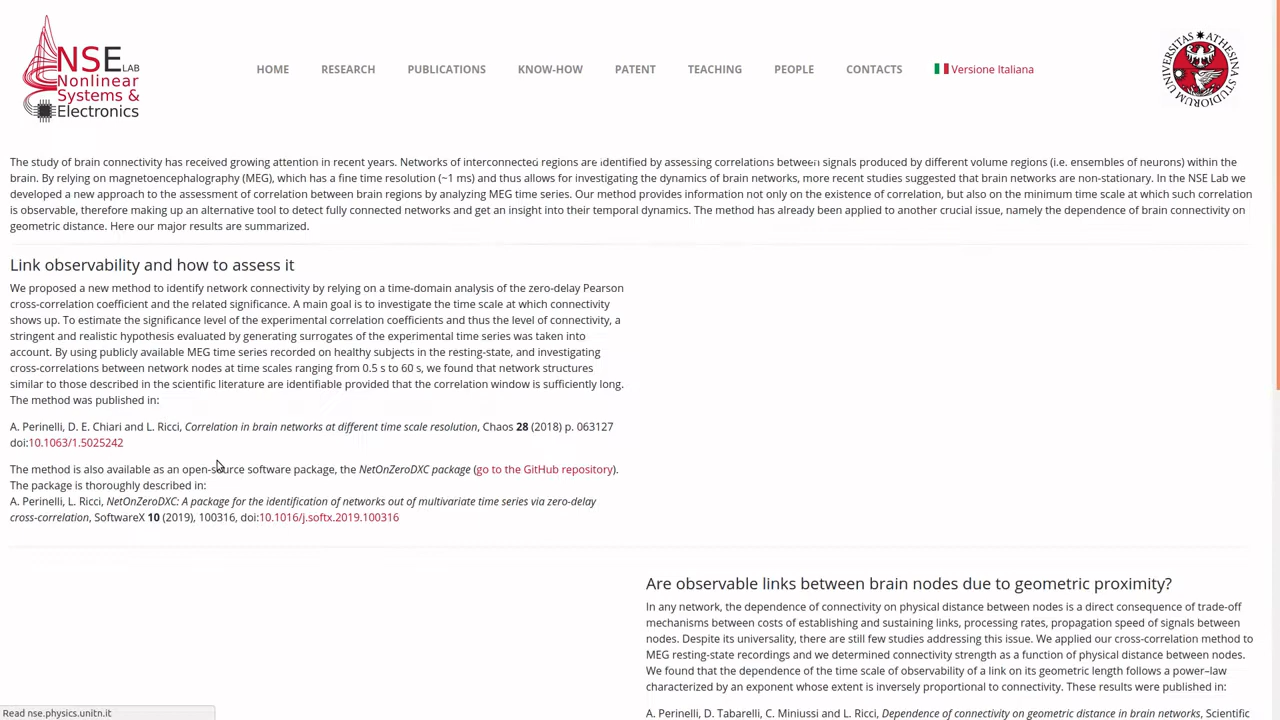 NSE LAB
Nonlinear
Systems &
Electronics
HOME RESEARCH PUBLICATIONS KNOW-HOW PATENT TEACHING PEOPLE CONTACTS Versione Italiana
UNIVERSITAS ATHESINA STUDIORUM
The study of brain connectivity has received growing attention in recent years. Networks of interconnected regions are identified by assessing correlations between signals produced by different volume regions (i.e. ensembles of neurons) within the
brain. By relying on magnetoencephalography (MEG), which has a fine time resolution (~1 ms) and thus allows for investigating the dynamics of brain networks, more recent studies suggested that brain networks are non-stationary. In the NSE Lab we
developed a new approach to the assessment of correlation between brain regions by analyzing MEG time series. Our method provides information not only on the existence of correlation, but also on the minimum time scale at which such correlation
is observable, therefore making up an alternative tool to detect fully connected networks and get an insight into their temporal dynamics. The method has already been applied to another crucial issue, namely the dependence of brain connectivity on
geometric distance. Here our major results are summarized.
Link observability and how to assess it
We proposed a new method to identify network connectivity by relying on a time-domain analysis of the zero-delay Pearson
cross-correlation coefficient and the related significance. A main goal is to investigate the time scale at which connectivity
shows up. To estimate the significance level of the experimental correlation coefficients and thus the level of connectivity, a
stringent and realistic hypothesis evaluated by generating surrogates of the experimental time series was taken into
account. By using publicly available MEG time series recorded on healthy subjects in the resting-state, and investigating
cross-correlations between network nodes at time scales ranging from 0.5 s to 60 s, we found that network structures
similar to those described in the scientific literature are identifiable provided that the correlation window is sufficiently long.
The method was published in:
A. Perinelli, D. E. Chiari and L. Ricci, Correlation in brain networks at different time scale resolution, Chaos 28 (2018) p. 063127
doi:10.1063/1.5025242
The method is also available as an open-source software package, the NetOnZeroDXC package (go to the GitHub repository).
The package is thoroughly described in:
A. Perinelli, L. Ricci, NetOnZeroDXC: A package for the identification of networks out of multivariate time series via zero-delay
cross-correlation, SoftwareX 10 (2019), 100316, doi:10.1016/j.softx.2019.100316
Are observable links between brain nodes due to geometric proximity?
In any network, the dependence of connectivity on physical distance between nodes is a direct consequence of trade-off
mechanisms between costs of establishing and sustaining links, processing rates, propagation speed of signals between
nodes. Despite its universality, there are still few studies addressing this issue. We applied our cross-correlation method to
MEG resting-state recordings and we determined connectivity strength as a function of physical distance between nodes.
We found that the dependence of the time scale of observability of a link on its geometric length follows a power–law
characterized by an exponent whose extent is inversely proportional to connectivity. These results were published in:
A. Perinelli, D. Tabarelli, C. Miniussi and L. Ricci, Dependence of connectivity on geometric distance in brain networks, Scientific
Read nse.physics.unitn.it